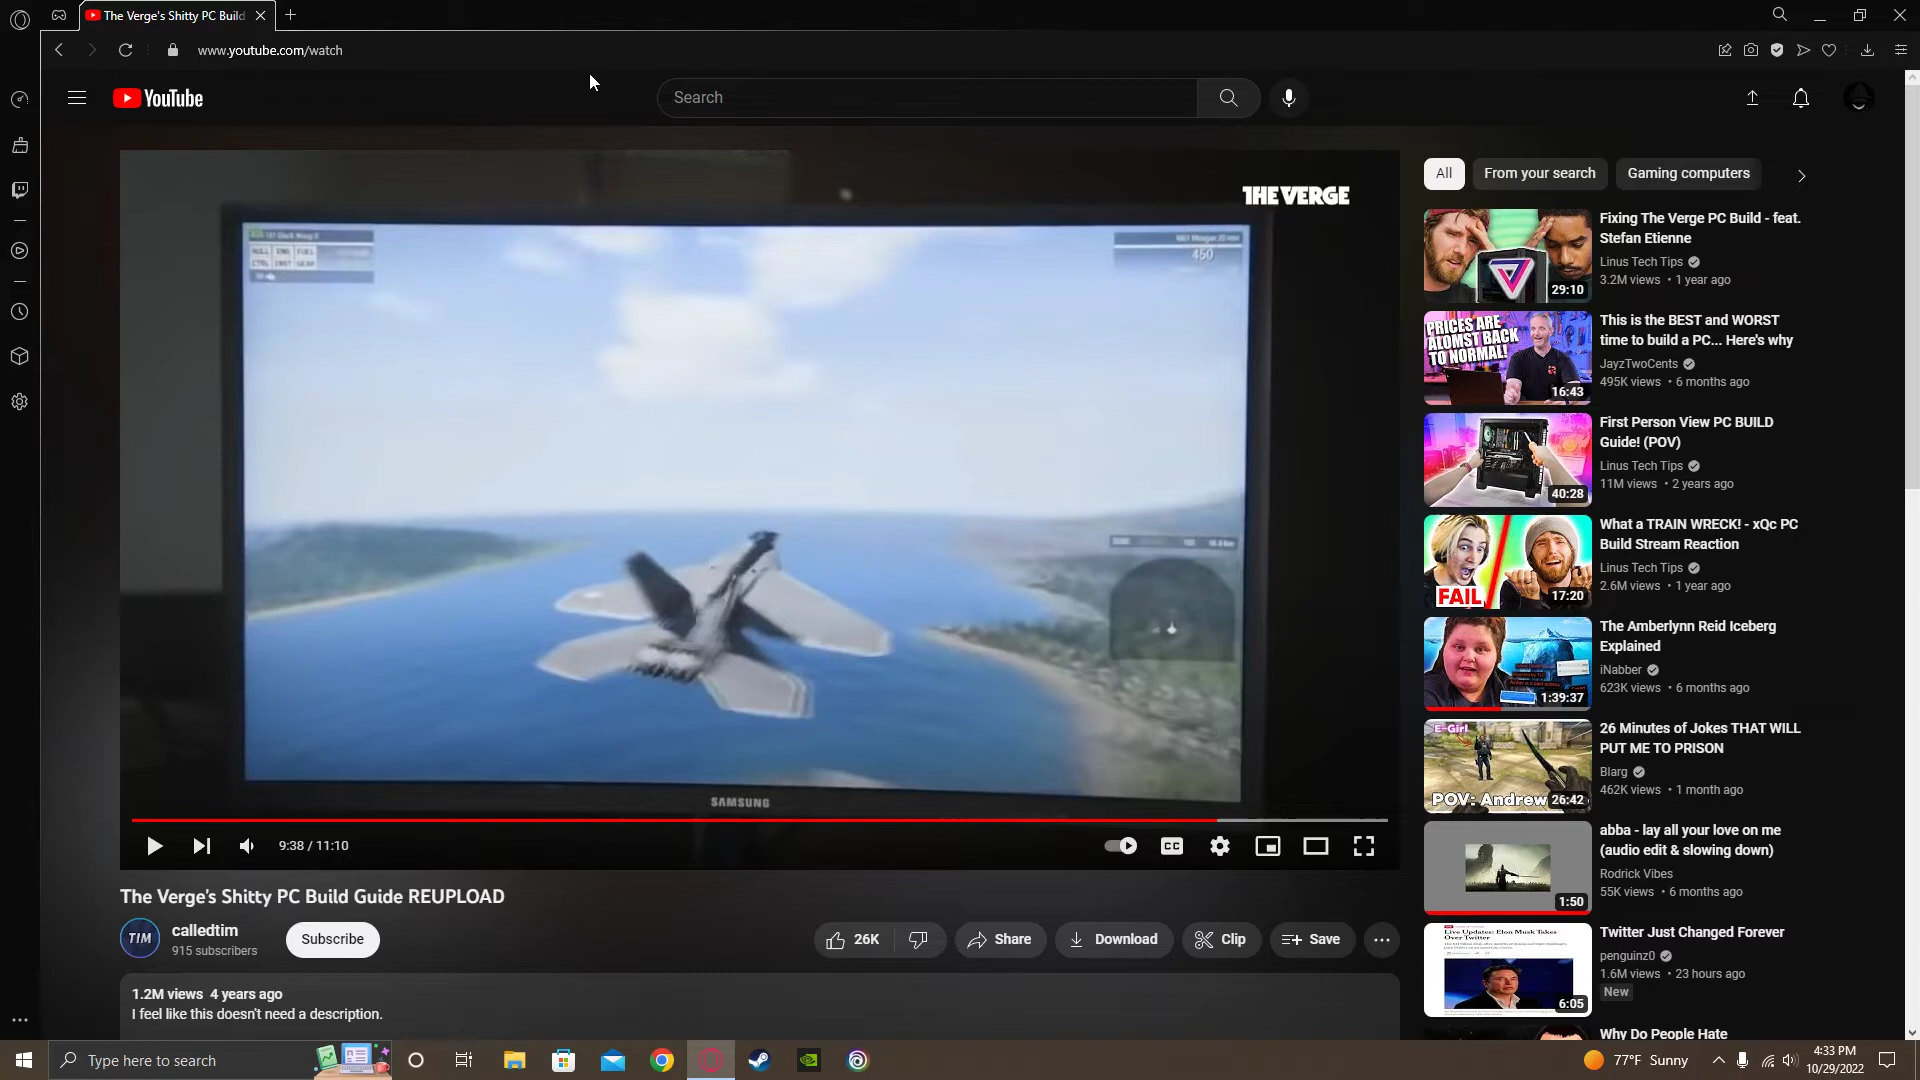 The Verge's Shitty PC Build
www.youtube.com/watch
YouTube
Search
THE VERGE
450
SAMSUNG
9:38 / 11:10
CC
The Verge's Shitty PC Build Guide REUPLOAD
TIM
calledtim
915 subscribers
Subscribe
26K
Share
Download
Clip
Save
1.2M views 4 years ago
I feel like this doesn't need a description.
All
From your search
Gaming computers
29:10
Fixing The Verge PC Build - feat.
Stefan Etienne
Linus Tech Tips
3.2M views • 1 year ago
PRICES ARE
ALOMST BACK
TO NORMAL!
16:43
This is the BEST and WORST
time to build a PC... Here's why
JayzTwoCents
495K views • 6 months ago
40:28
First Person View PC BUILD
Guide! (POV)
Linus Tech Tips
11M views • 2 years ago
FAIL
17:20
What a TRAIN WRECK! - xQc PC
Build Stream Reaction
Linus Tech Tips
2.6M views • 1 year ago
1:39:37
The Amberlynn Reid Iceberg
Explained
iNabber
623K views • 6 months ago
E-Girl
POV: Andrew
26:42
26 Minutes of Jokes THAT WILL
PUT ME TO PRISON
Blarg
462K views • 1 month ago
1:50
abba - lay all your love on me
(audio edit & slowing down)
Rodrick Vibes
55K views • 6 months ago
Live Updates: Elon Musk Takes
Over Twitter
6:05
Twitter Just Changed Forever
penguinz0
1.6M views • 23 hours ago
New
Why Do People Hate
Type here to search
77°F Sunny
4:33 PM
10/29/2022